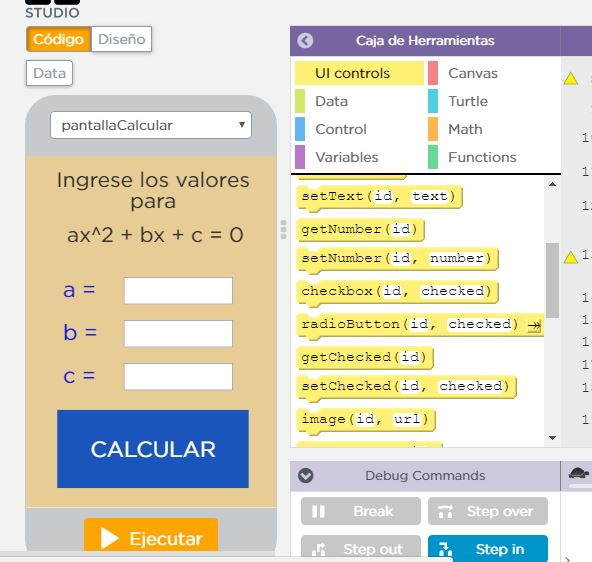 STUDIO
Código
Diseño
Data
pantallaCalcular
Ingrese los valores
para
ax^2 + bx + c = 0
a =
b =
c =
CALCULAR
Ejecutar
Caja de Herramientas
UI controls
Canvas
Data
Turtle
Control
Math
Variables
Functions
setText(id, text)
getNumber(id)
setNumber(id, number)
checkbox(id, checked)
radioButton(id, checked)
getChecked(id)
setChecked(id, checked)
image(id, url)
Debug Commands
Break
Step over
Step out
Step in